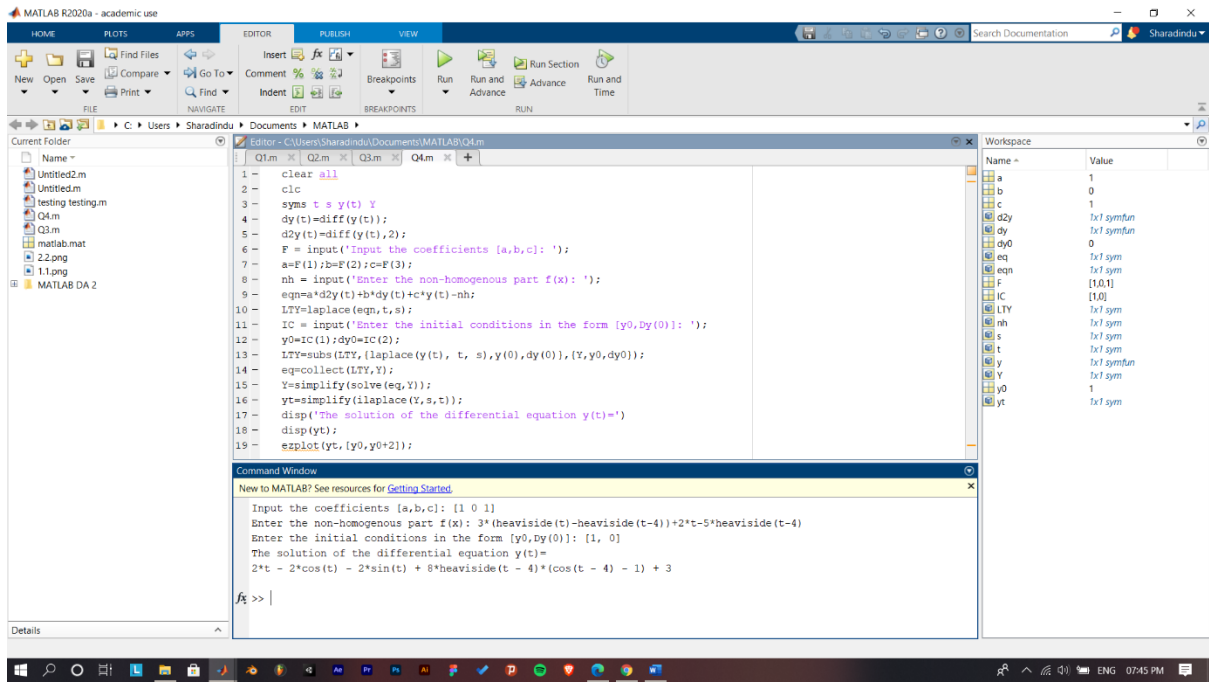 MATLAB R2020a - academic use
HOME PLOTS APPS EDITOR PUBLISH VIEW Search Documentation Sharadindu
New Open Save Find Files Compare Print Go To Find Insert Comment Indent fx Breakpoints Run Run and Advance Run Section Advance Run and Time
FILE NAVIGATE EDIT BREAKPOINTS RUN
C: Users Sharadindu Documents MATLAB
Current Folder
Name
Untitled2.m
Untitled.m
testing testing.m
Q4.m
Q3.m
matlab.mat
2.2.png
1.1.png
MATLAB DA 2
Details
Editor - C:\Users\Sharadindu\Documents\MATLAB\Q4.m
Q1.m Q2.m Q3.m Q4.m +
1 - clear all
2 - clc
3 - syms t s y(t) Y
4 - dy(t)=diff(y(t));
5 - d2y(t)=diff(y(t),2);
6 - F = input('Input the coefficients [a,b,c]: ');
7 - a=F(1);b=F(2);c=F(3);
8 - nh = input('Enter the non-homogenous part f(x): ');
9 - eqn=a*d2y(t)+b*dy(t)+c*y(t)-nh;
10 - LTY=laplace(eqn,t,s);
11 - IC = input('Enter the initial conditions in the form [y0,Dy(0)]: ');
12 - y0=IC(1);dy0=IC(2);
13 - LTY=subs(LTY,{laplace(y(t), t, s),y(0),dy(0)},{Y,y0,dy0});
14 - eq=collect(LTY,Y);
15 - Y=simplify(solve(eq,Y));
16 - yt=simplify(ilaplace(Y,s,t));
17 - disp('The solution of the differential equation y(t)=')
18 - disp(yt);
19 - ezplot(yt,[y0,y0+2]);
Command Window
New to MATLAB? See resources for Getting Started.
Input the coefficients [a,b,c]: [1 0 1]
Enter the non-homogenous part f(x): 3*(heaviside(t)-heaviside(t-4))+2*t-5*heaviside(t-4)
Enter the initial conditions in the form [y0,Dy(0)]: [1, 0]
The solution of the differential equation y(t)=
2*t - 2*cos(t) - 2*sin(t) + 8*heaviside(t - 4)*(cos(t - 4) - 1) + 3
fx >>
Workspace
Name Value
a 1
b 0
c 1
d2y 1x1 symfun
dy 1x1 symfun
dy0 0
eq 1x1 sym
eqn 1x1 sym
F [1,0,1]
IC [1,0]
LTY 1x1 sym
nh 1x1 sym
s 1x1 sym
t 1x1 sym
y 1x1 symfun
Y 1x1 sym
y0 1
yt 1x1 sym
L Ae Pr Ps Ai ENG 07:45 PM